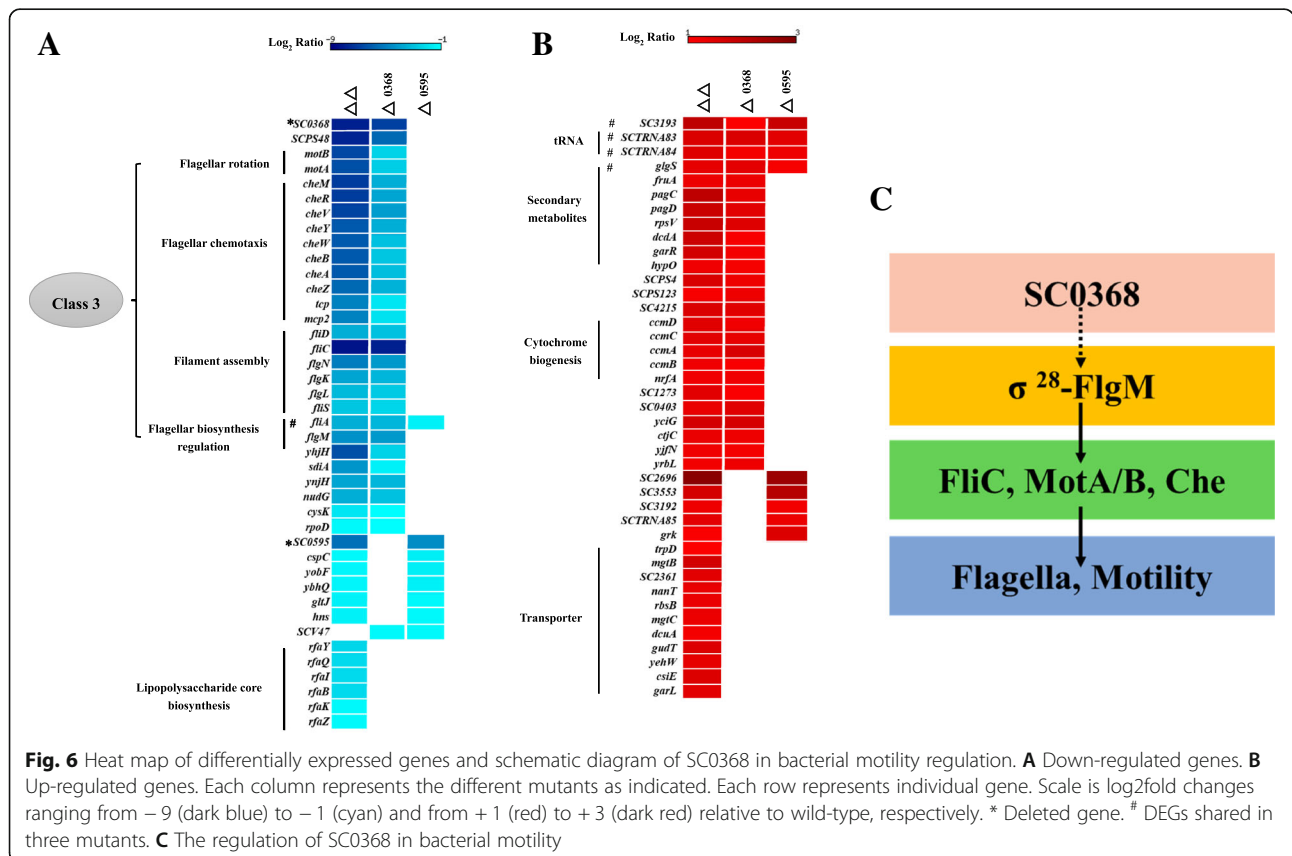 A
Log2 Ratio
-9
-1
△△
△ 0368
△ 0595
*SC0368
SCPS48
motB
motA
cheM
cheR
cheV
cheY
cheW
cheB
cheA
cheZ
tcp
mcp2
fliD
fliC
flgN
flgK
flgL
fliS
# fliA
flgM
yhjH
sdiA
ynjH
nudG
cysK
rpoD
*SC0595
cspC
yobF
ybhQ
gltJ
hns
SCV47
rfaY
rfaQ
rfaI
rfaB
rfaK
rfaZ
Class 3
Flagellar rotation
Flagellar chemotaxis
Filament assembly
Flagellar biosynthesis
regulation
Lipopolysaccharide core
biosynthesis
B
Log2 Ratio
1
3
△△
△ 0368
△ 0595
# SC3193
# SCTRNA83
# SCTRNA84
# glgS
fruA
pagC
pagD
rpsV
dcdA
garR
hypO
SCPS4
SCPS123
SC4215
ccmD
ccmC
ccmA
ccmB
nrfA
SC1273
SC0403
yciG
ctjC
yjfN
yrbL
SC2696
SC3553
SC3192
SCTRNA85
grk
trpD
mgtB
SC2361
nanT
rbsB
mgtC
dcuA
gudT
yehW
csiE
garL
tRNA
Secondary
metabolites
Cytochrome
biogenesis
Transporter
C
SC0368
σ 28-FlgM
FliC, MotA/B, Che
Flagella, Motility
Fig. 6 Heat map of differentially expressed genes and schematic diagram of SC0368 in bacterial motility regulation. A Down-regulated genes. B
Up-regulated genes. Each column represents the different mutants as indicated. Each row represents individual gene. Scale is log2fold changes
ranging from − 9 (dark blue) to − 1 (cyan) and from + 1 (red) to + 3 (dark red) relative to wild-type, respectively. * Deleted gene. # DEGs shared in
three mutants. C The regulation of SC0368 in bacterial motility